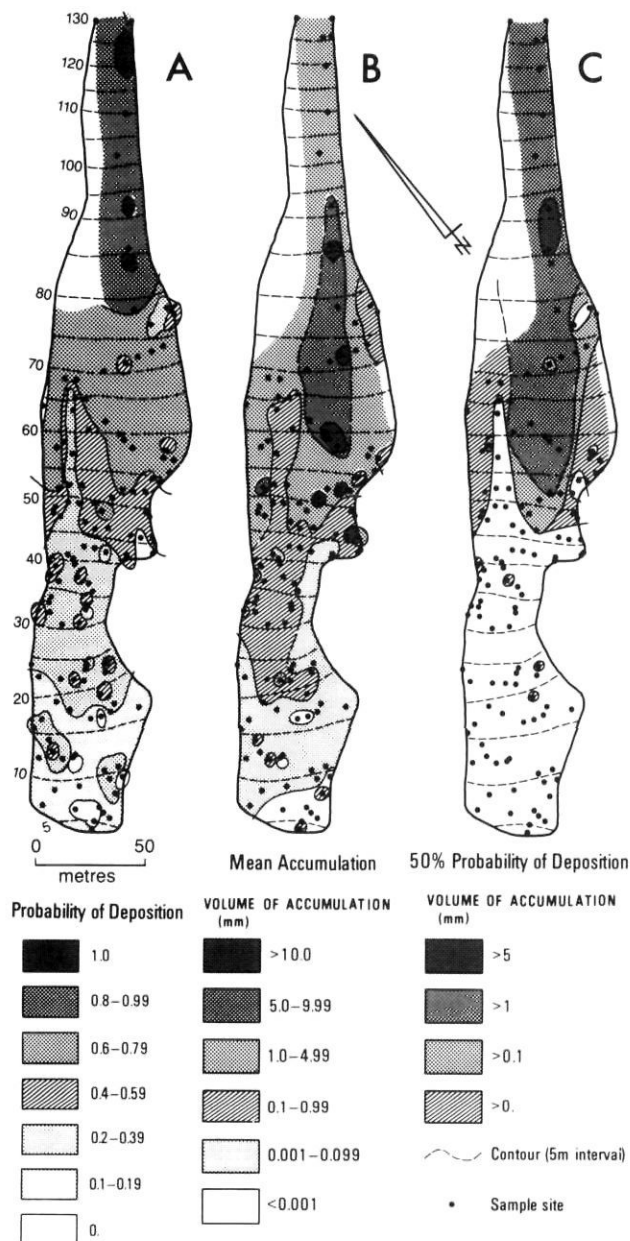 130
120
110
100
90
80
70
60
50
40
30
20
10
5
A
B
C
N
0 50
metres
Mean Accumulation
50% Probability of Deposition
Probability of Deposition
1.0
0.8–0.99
0.6–0.79
0.4–0.59
0.2–0.39
0.1–0.19
0.
VOLUME OF ACCUMULATION
(mm)
>10.0
5.0–9.99
1.0–4.99
0.1–0.99
0.001–0.099
<0.001
VOLUME OF ACCUMULATION
(mm)
>5
>1
>0.1
>0.
Contour (5m interval)
Sample site